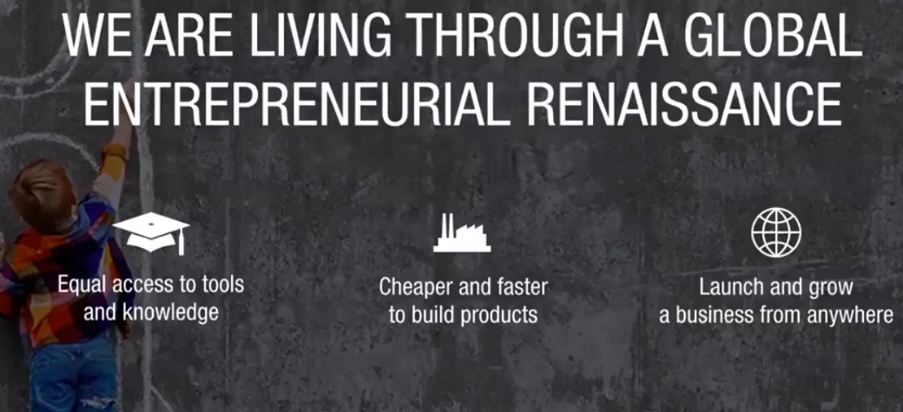 WE ARE LIVING THROUGH A GLOBAL
ENTREPRENEURIAL RENAISSANCE
Equal access to tools
and knowledge
Cheaper and faster
to build products
Launch and grow
a business from anywhere